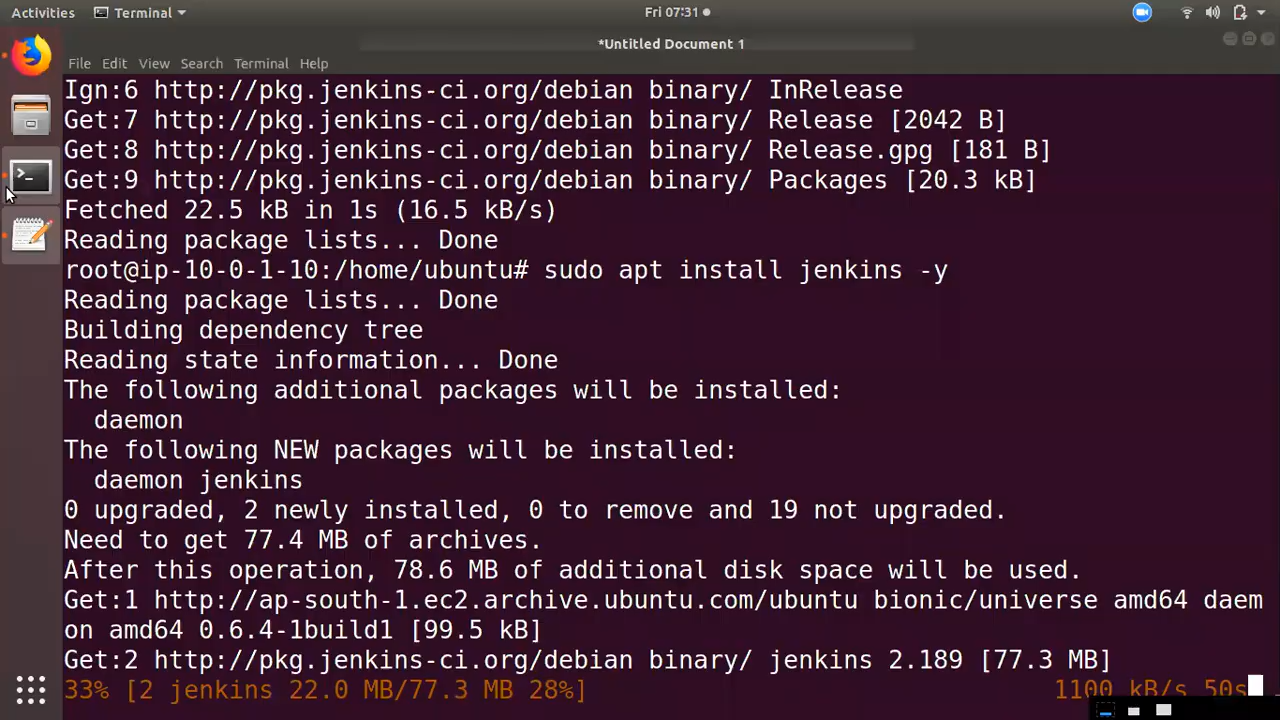 Activities Terminal Fri 07:31
*Untitled Document 1
File Edit View Search Terminal Help
Ign:6 http://pkg.jenkins-ci.org/debian binary/ InRelease
Get:7 http://pkg.jenkins-ci.org/debian binary/ Release [2042 B]
Get:8 http://pkg.jenkins-ci.org/debian binary/ Release.gpg [181 B]
Get:9 http://pkg.jenkins-ci.org/debian binary/ Packages [20.3 kB]
Fetched 22.5 kB in 1s (16.5 kB/s)
Reading package lists... Done
root@ip-10-0-1-10:/home/ubuntu# sudo apt install jenkins -y
Reading package lists... Done
Building dependency tree
Reading state information... Done
The following additional packages will be installed:
  daemon
The following NEW packages will be installed:
  daemon jenkins
0 upgraded, 2 newly installed, 0 to remove and 19 not upgraded.
Need to get 77.4 MB of archives.
After this operation, 78.6 MB of additional disk space will be used.
Get:1 http://ap-south-1.ec2.archive.ubuntu.com/ubuntu bionic/universe amd64 daem
on amd64 0.6.4-1build1 [99.5 kB]
Get:2 http://pkg.jenkins-ci.org/debian binary/ jenkins 2.189 [77.3 MB]
33% [2 jenkins 22.0 MB/77.3 MB 28%] 1100 kB/s 50s